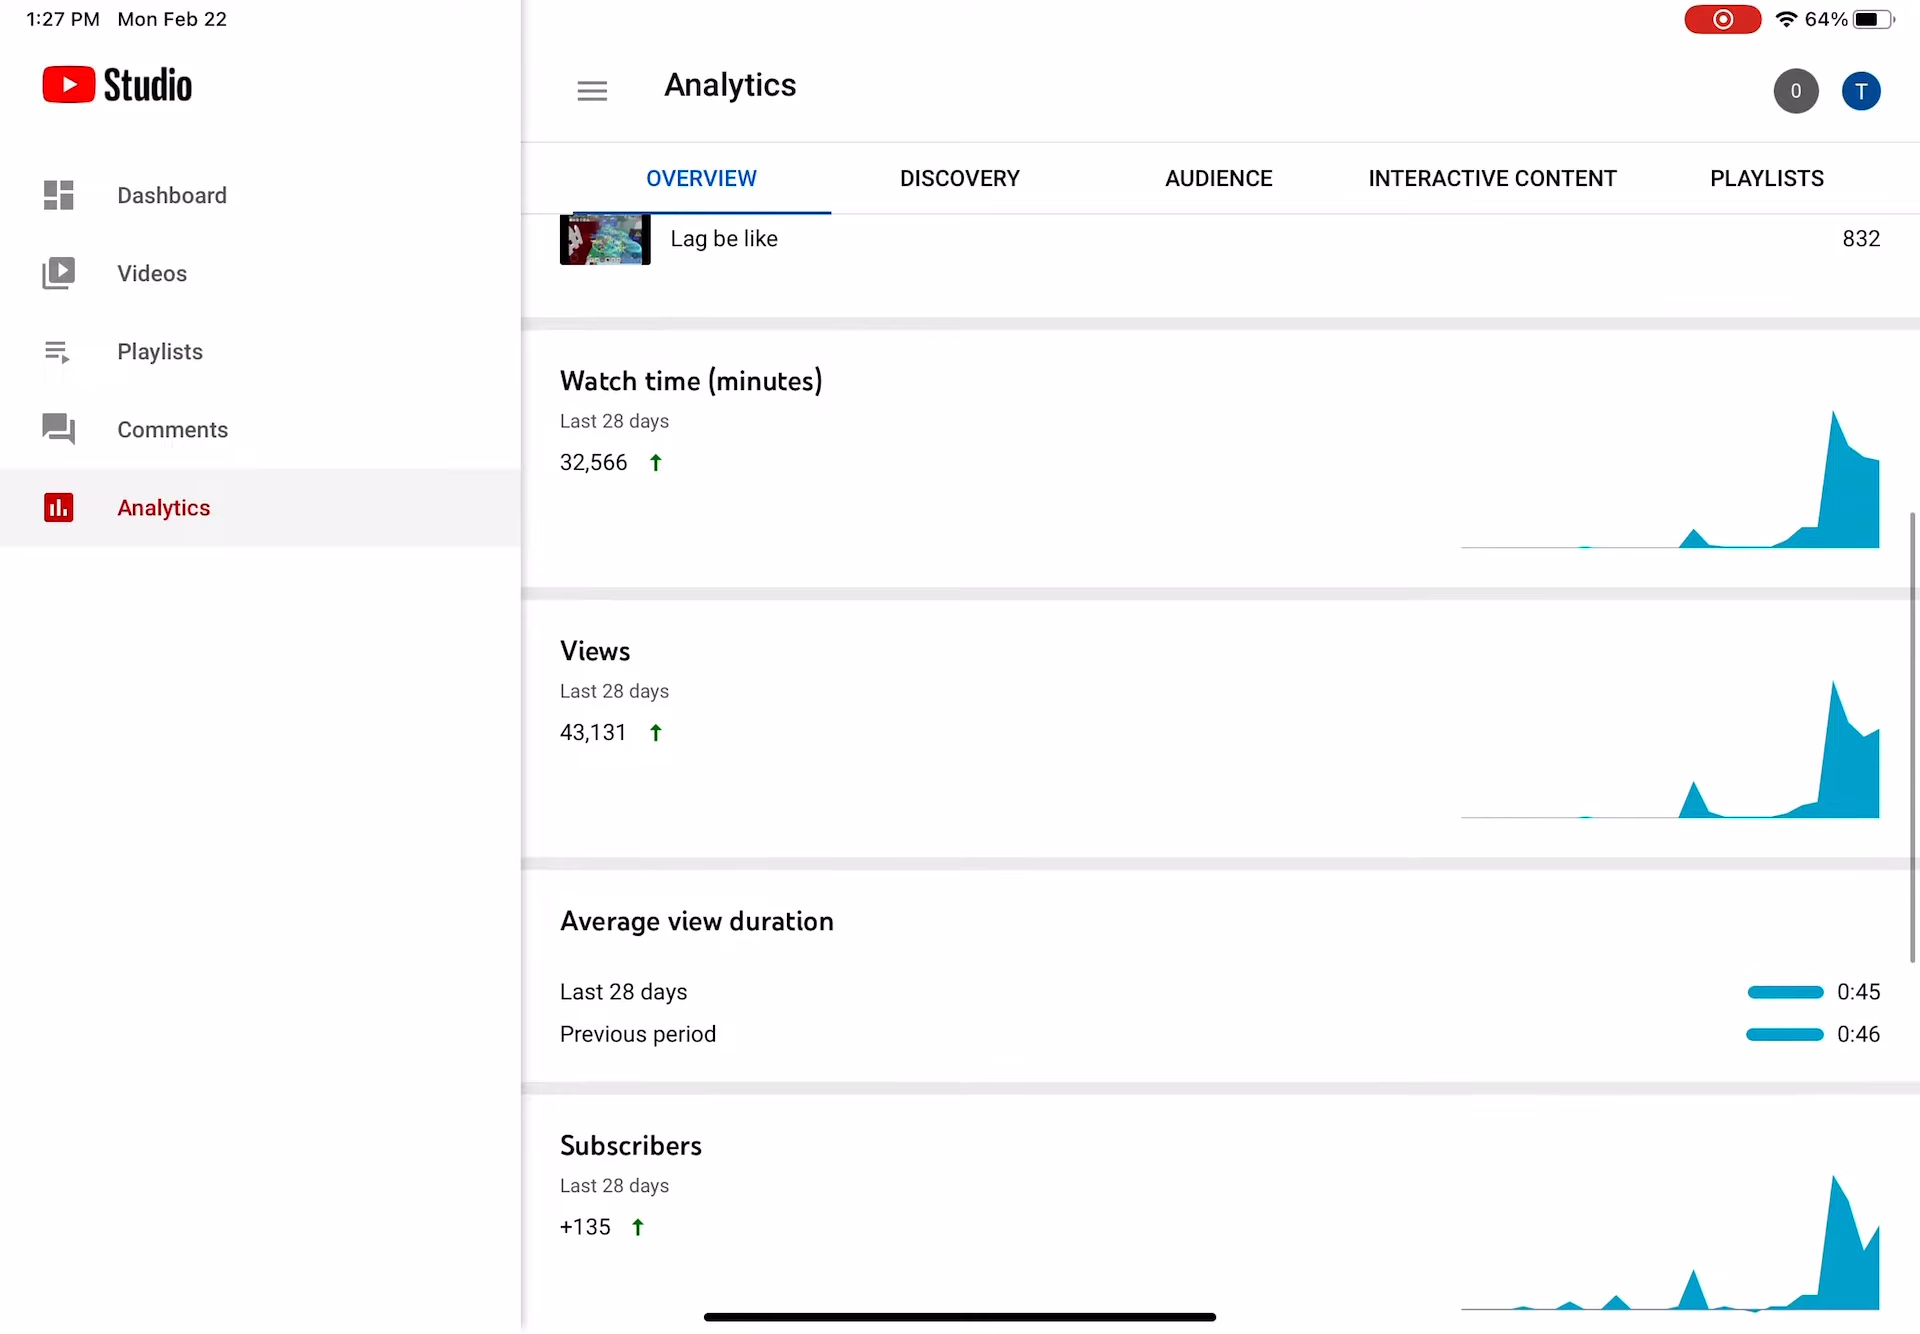 1:27 PM Mon Feb 22
64%
Studio
Dashboard
Videos
Playlists
Comments
Analytics
Analytics
0
T
OVERVIEW
DISCOVERY
AUDIENCE
INTERACTIVE CONTENT
PLAYLISTS
Lag be like
832
Watch time (minutes)
Last 28 days
32,566
Views
Last 28 days
43,131
Average view duration
Last 28 days
0:45
Previous period
0:46
Subscribers
Last 28 days
+135